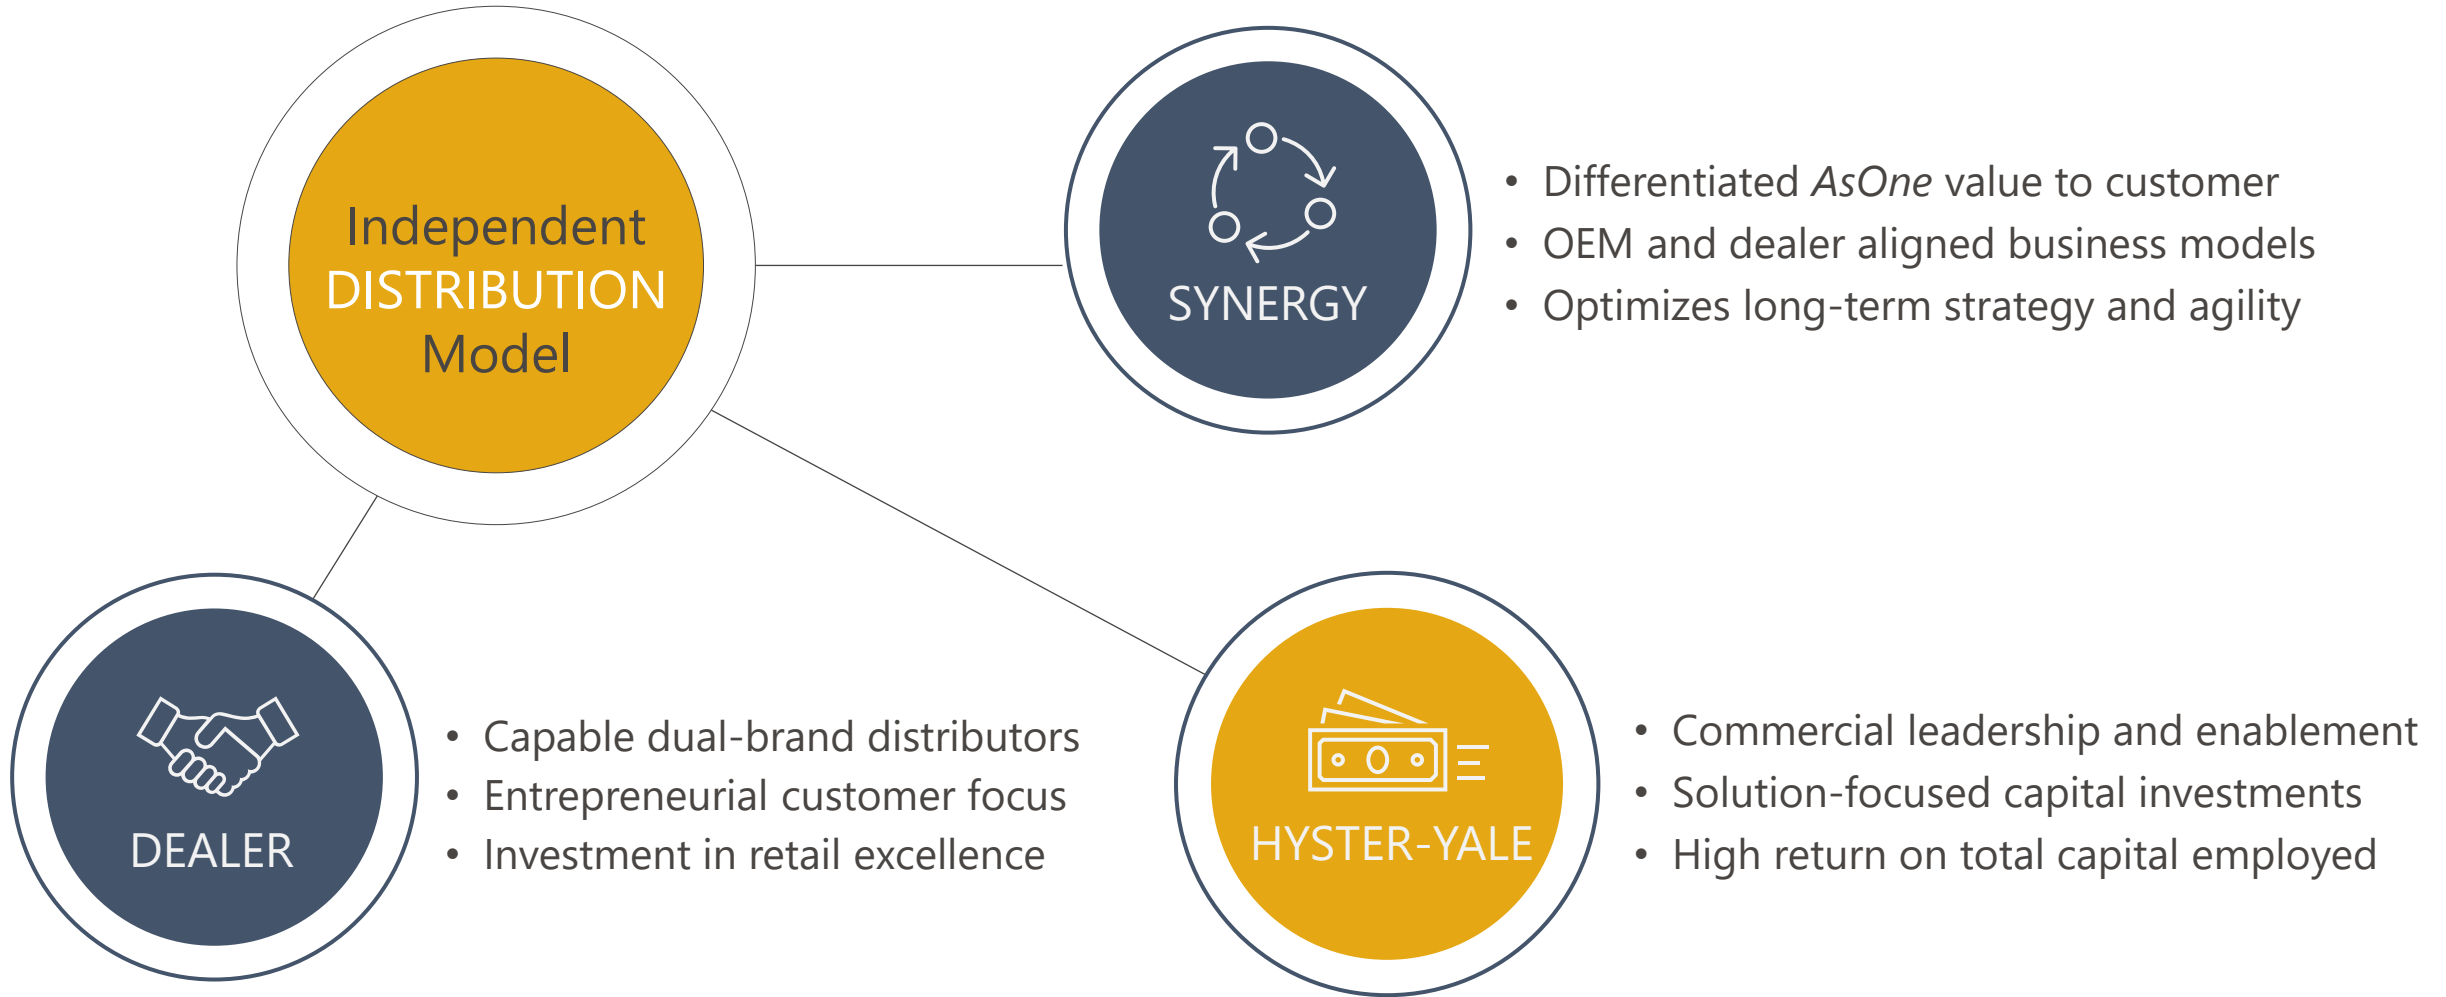 Independent
DISTRIBUTION
Model
SYNERGY
• Differentiated AsOne value to customer
• OEM and dealer aligned business models
• Optimizes long-term strategy and agility
DEALER
• Capable dual-brand distributors
• Entrepreneurial customer focus
• Investment in retail excellence
HYSTER-YALE
• Commercial leadership and enablement
• Solution-focused capital investments
• High return on total capital employed